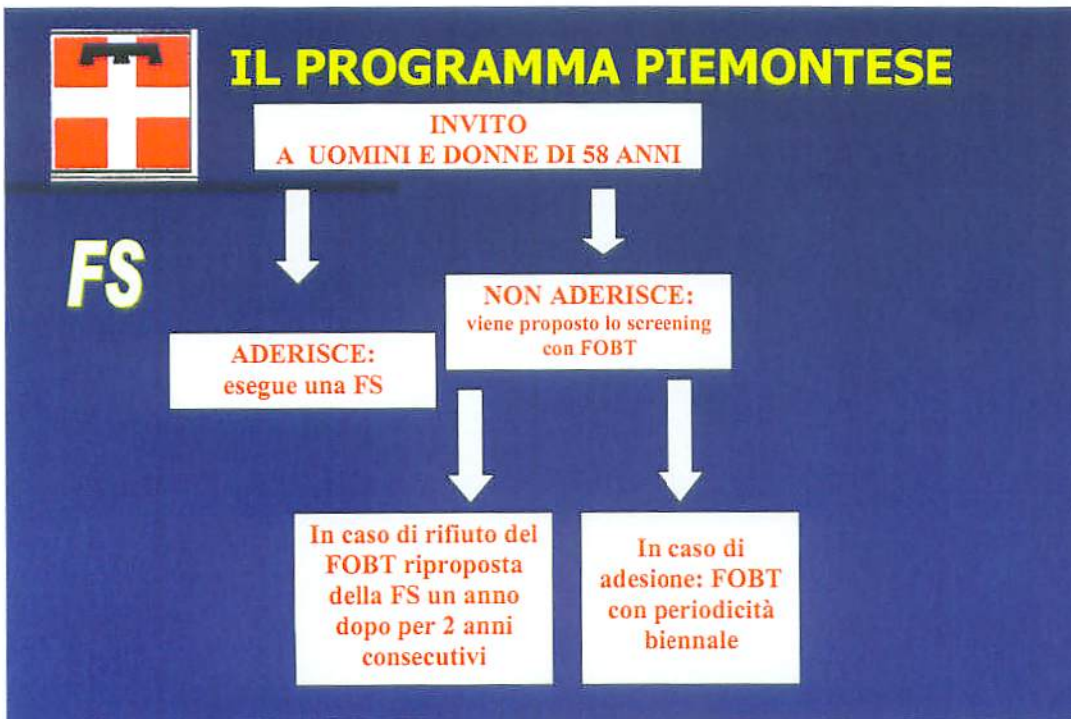 IL PROGRAMMA PIEMONTESE
INVITO
A UOMINI E DONNE DI 58 ANNI
FS
NON ADERISCE:
viene proposto lo screening
con FOBT
ADERISCE:
esegue una FS
In caso di rifiuto del
FOBT riproposta
della FS un anno
dopo per 2 anni
consecutivi
In caso di
adesione: FOBT
con periodicità
biennale